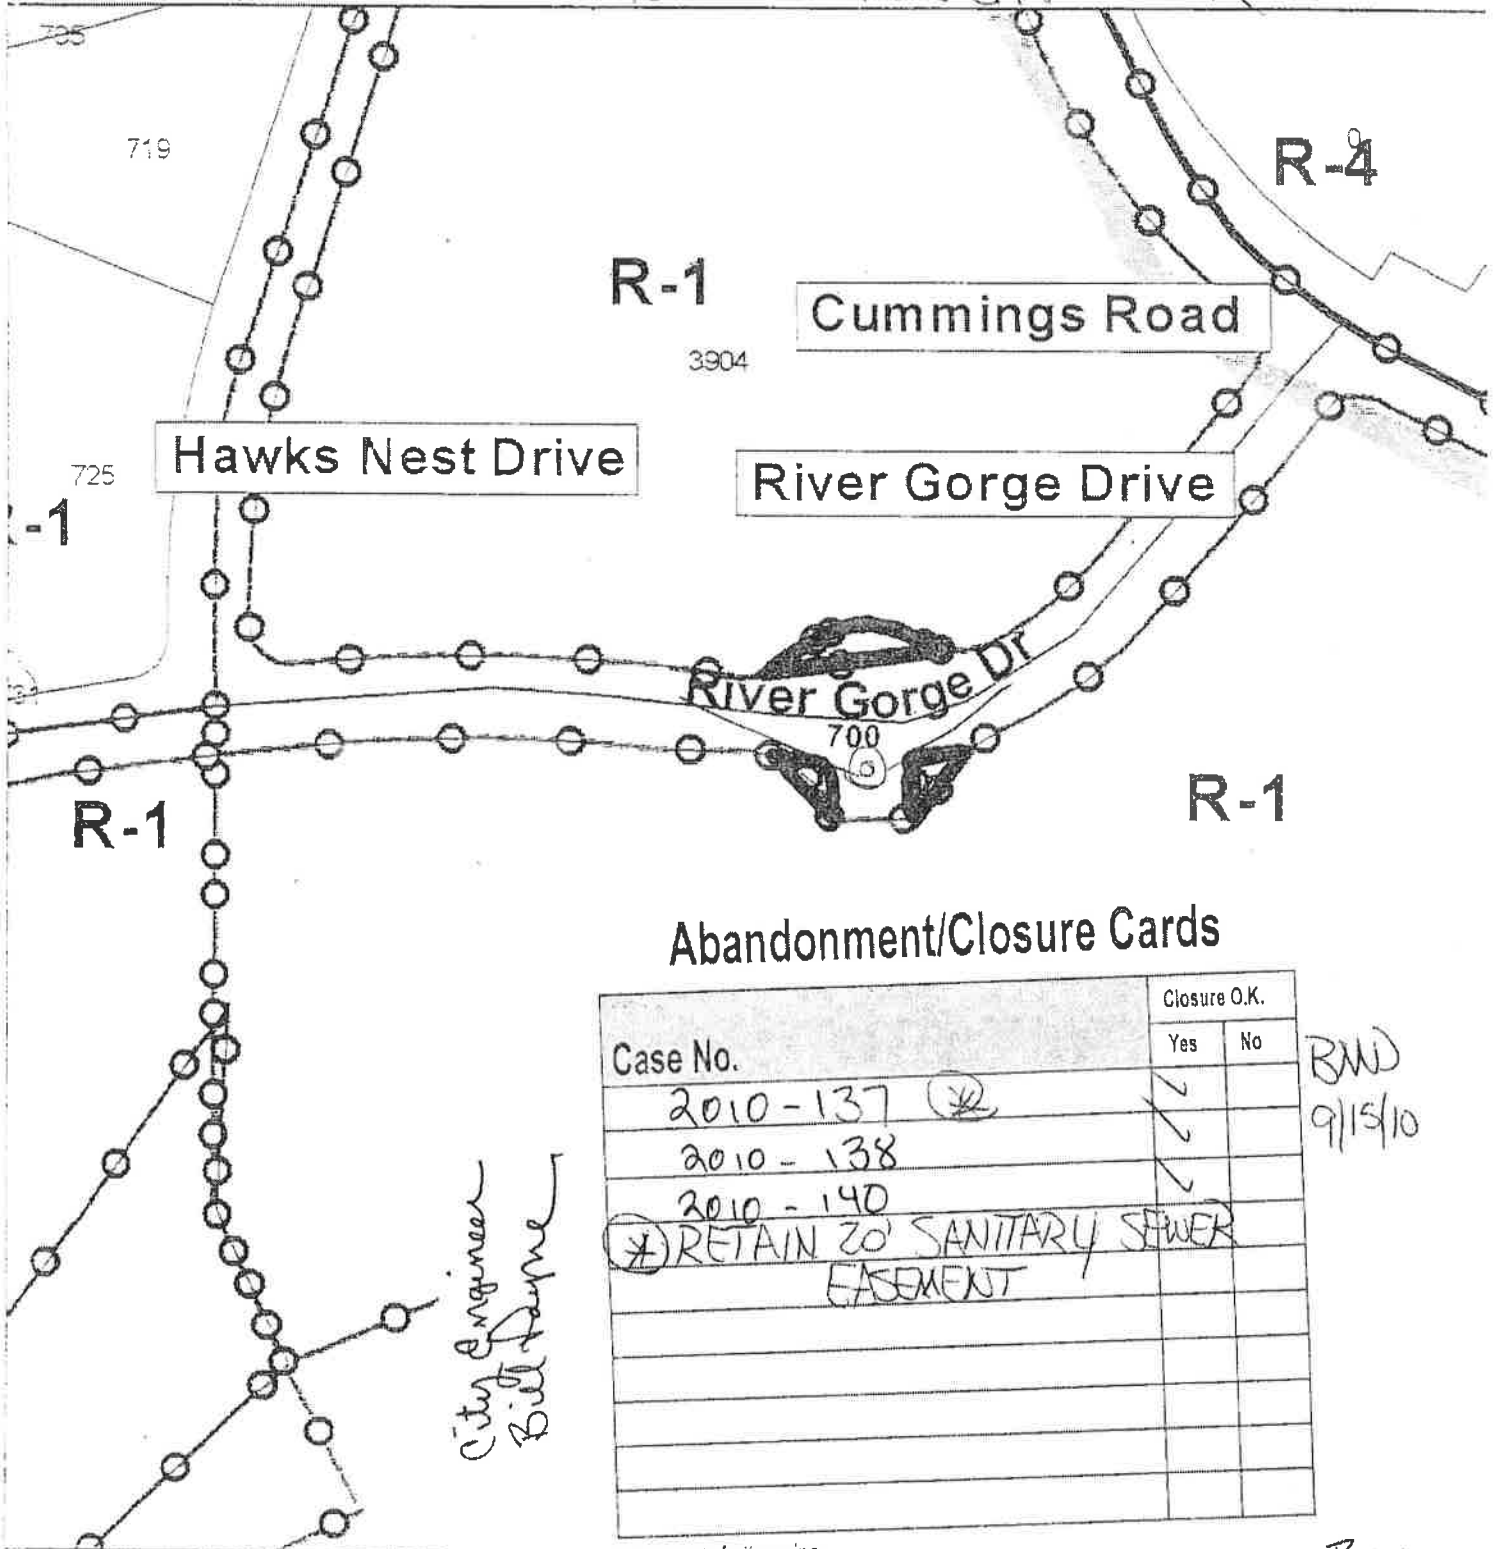 735
719
R-4
0
R-1
Cummings Road
3904
Hawks Nest Drive
725
River Gorge Drive
-1
River Gorge Dr
700
R-1
R-1
Abandonment/Closure Cards
Closure O.K.
Case No.
Yes
No
2010-137 *
2010-138
2010-140
* RETAIN 20' SANITARY SEWER
EASEMENT
BWD
9/15/10
City Engineer
Bill Payne